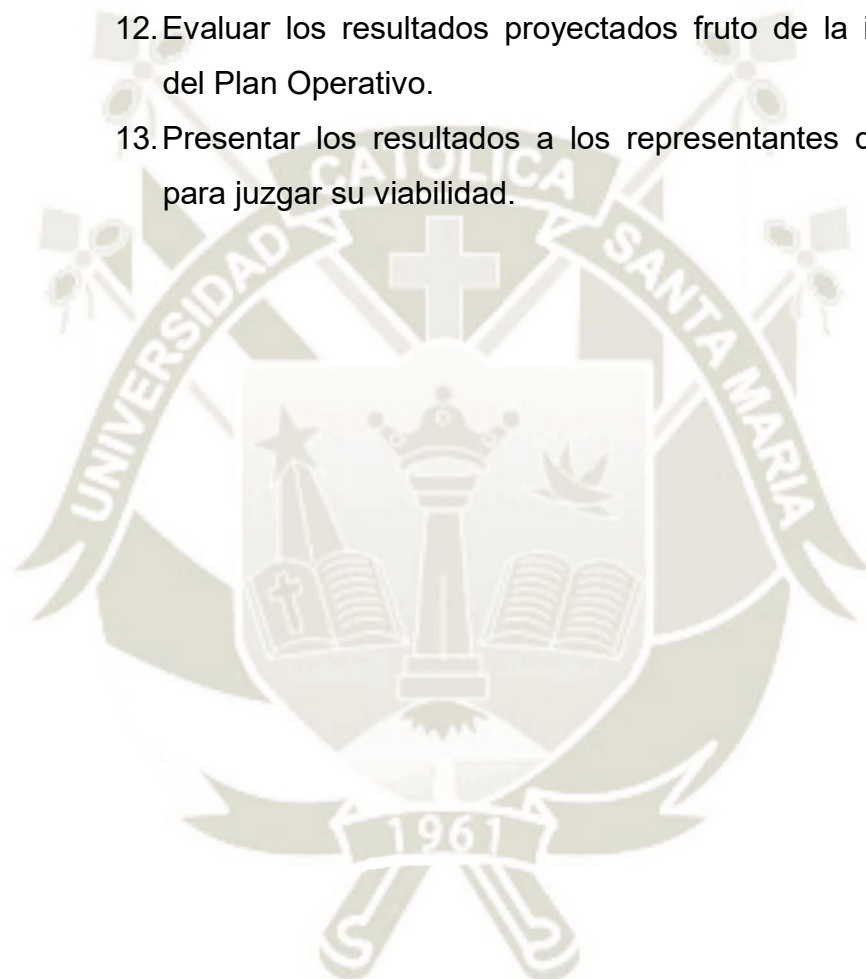 12. Evaluar los resultados proyectados fruto de la
del Plan Operativo.
13. Presentar los resultados a los representantes
para juzgar su viabilidad.
CATOLICA
UNIVERSIDAD
SANTA MARIA
1961